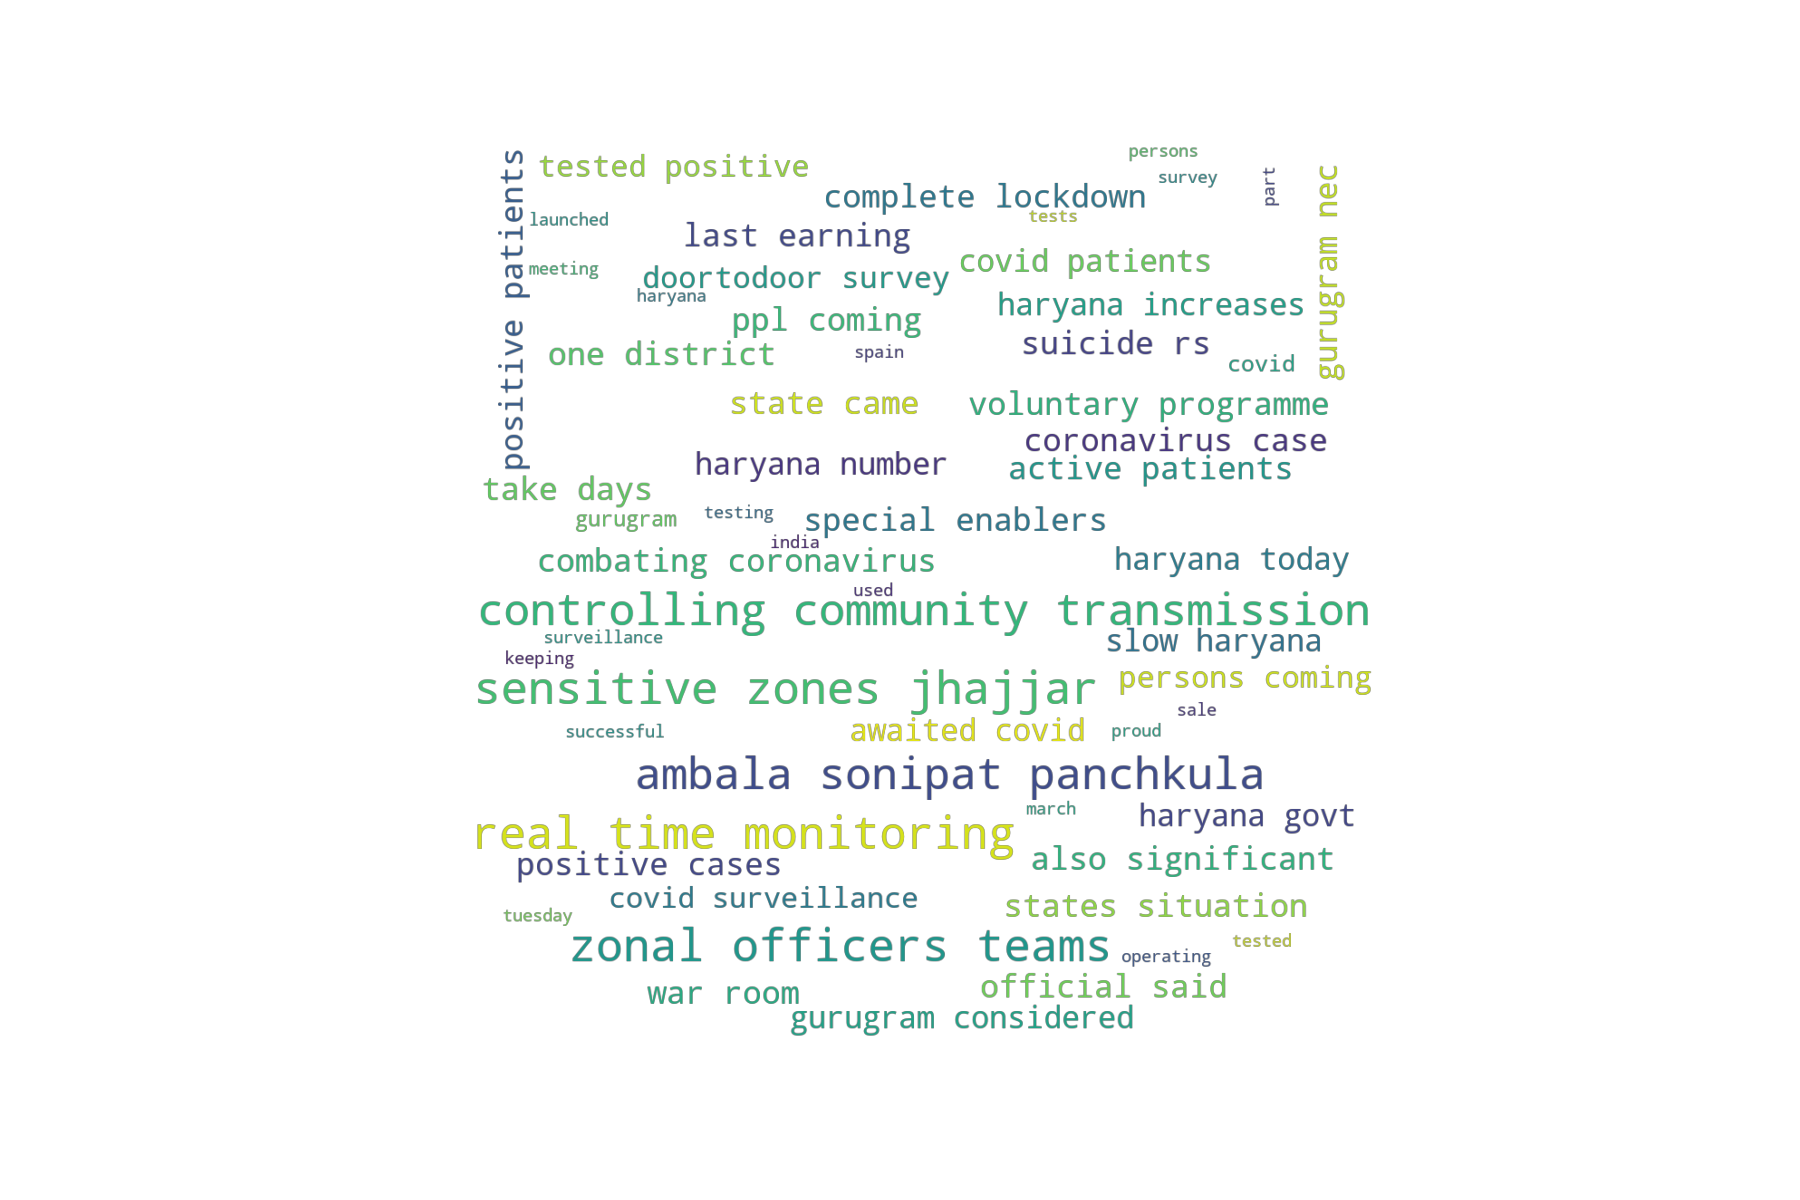 persons
tested positive
survey
part
complete lockdown
launched
tests
positive patients
gurugram nec
last earning
covid patients
meeting
doortodoor survey
haryana
haryana increases
ppl coming
suicide rs
one district
spain
covid
state came
voluntary programme
coronavirus case
haryana number
active patients
take days
gurugram
testing
special enablers
india
combating coronavirus
haryana today
used
controlling community transmission
surveillance
slow haryana
keeping
sensitive zones jhajjar
persons coming
sale
successful
awaited covid
proud
ambala sonipat panchkula
march
haryana govt
real time monitoring
positive cases
also significant
covid surveillance
states situation
tuesday
zonal officers teams
tested
operating
war room
official said
gurugram considered